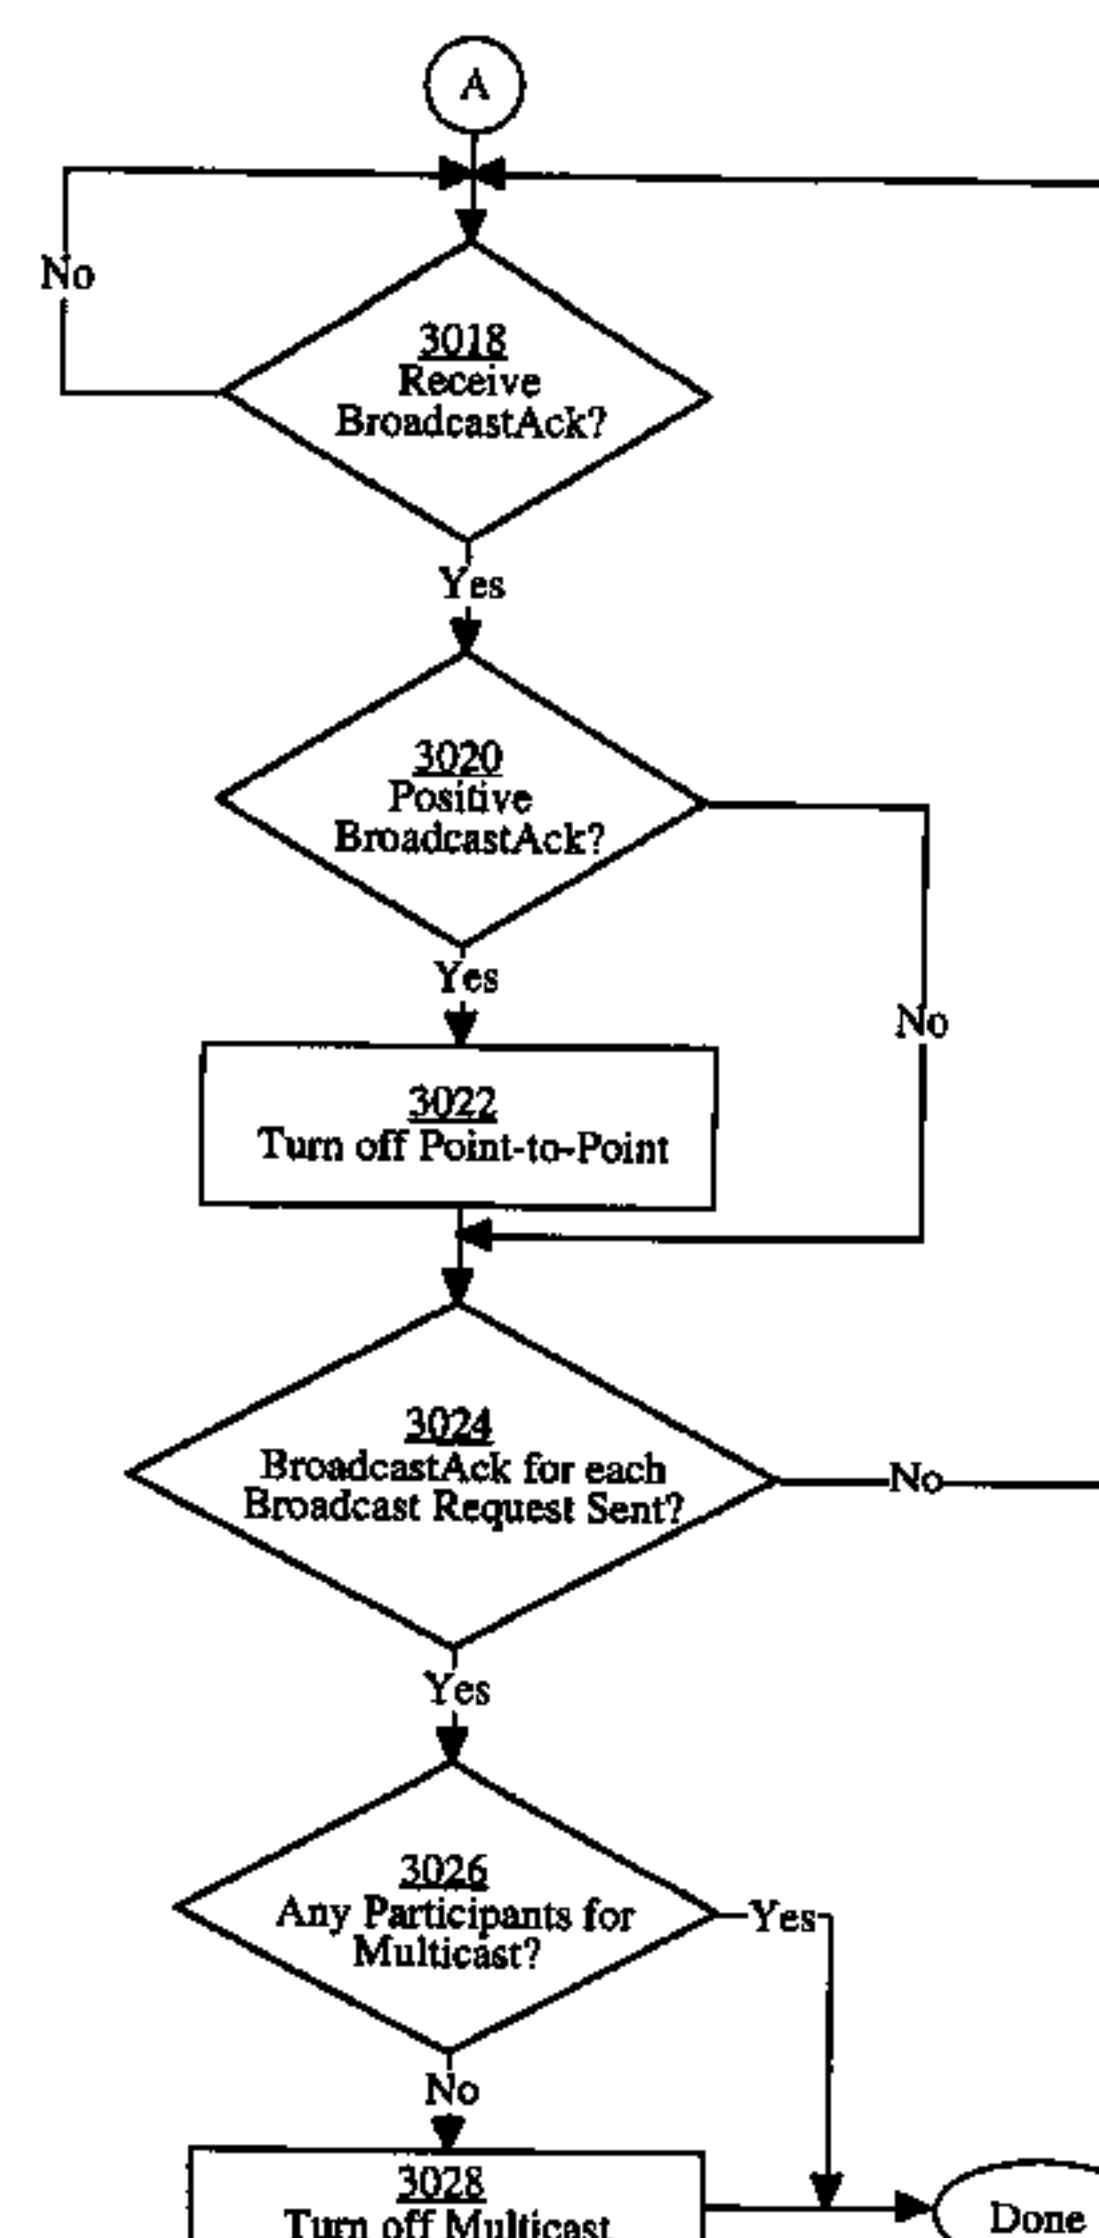 A
No
3018
Receive
BroadcastAck?
Yes
3020
Positive
BroadcastAck?
Yes
No
3022
Turn off Point-to-Point
3024
BroadcastAck for each
Broadcast Request Sent?
No
Yes
3026
Any Participants for
Multicast?
Yes
No
3028
Turn off Multicast
Done